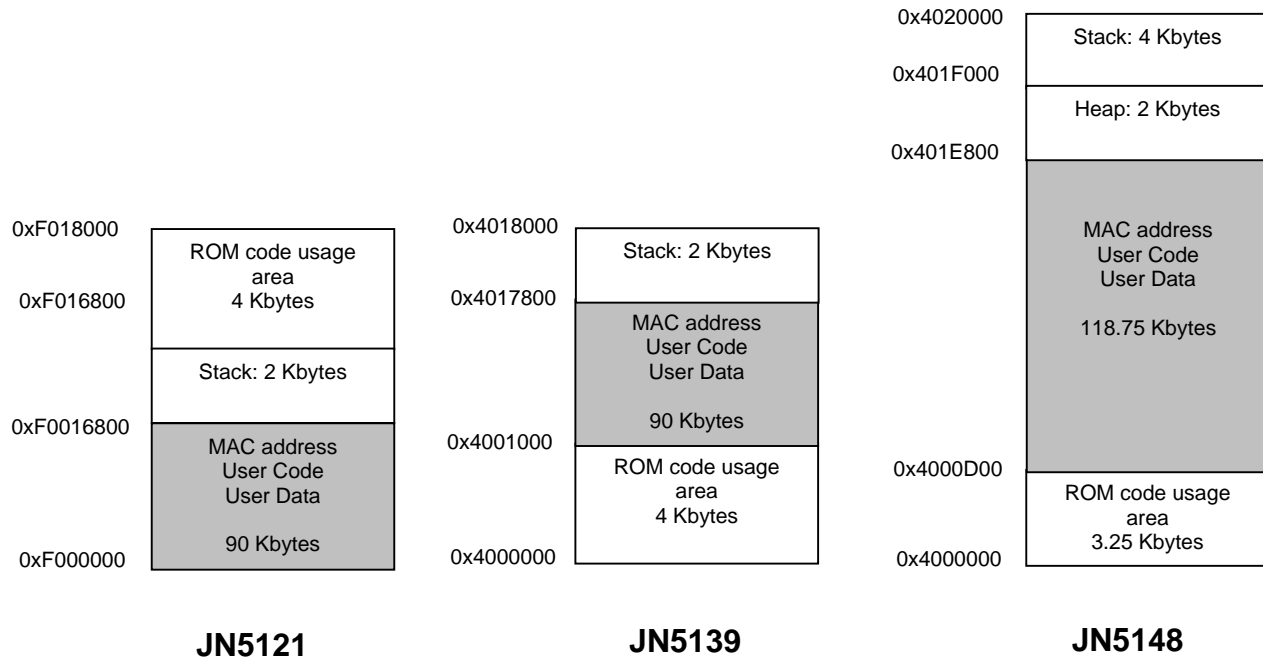 0xF018000
0xF016800
0xF0016800
0xF000000
ROM code usage
area
4 Kbytes
Stack: 2 Kbytes
MAC address
User Code
User Data
90 Kbytes
JN5121
0x4018000
0x4017800
0x4001000
0x4000000
Stack: 2 Kbytes
MAC address
User Code
User Data
90 Kbytes
ROM code usage
area
4 Kbytes
JN5139
0x4020000
0x401F000
0x401E800
0x4000D00
0x4000000
Stack: 4 Kbytes
Heap: 2 Kbytes
MAC address
User Code
User Data
118.75 Kbytes
ROM code usage
area
3.25 Kbytes
JN5148